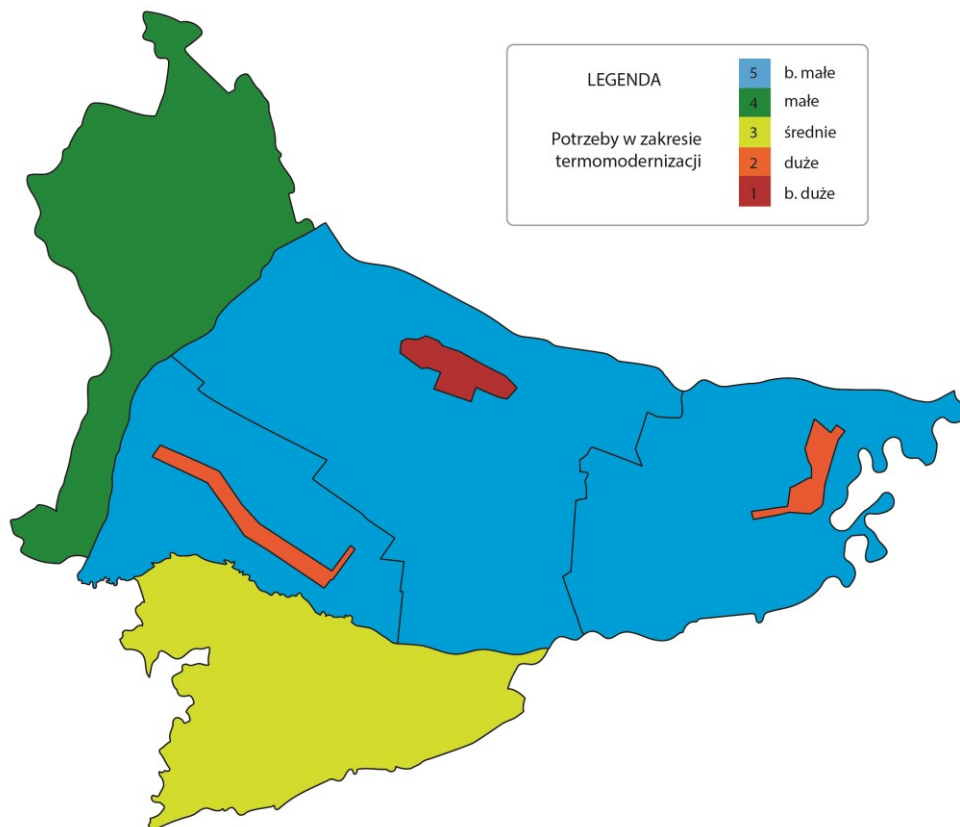 LEGENDA
Potrzeby w zakresie
termomodernizacji
5 b. małe
4 małe
3 średnie
2 duże
1 b. duże